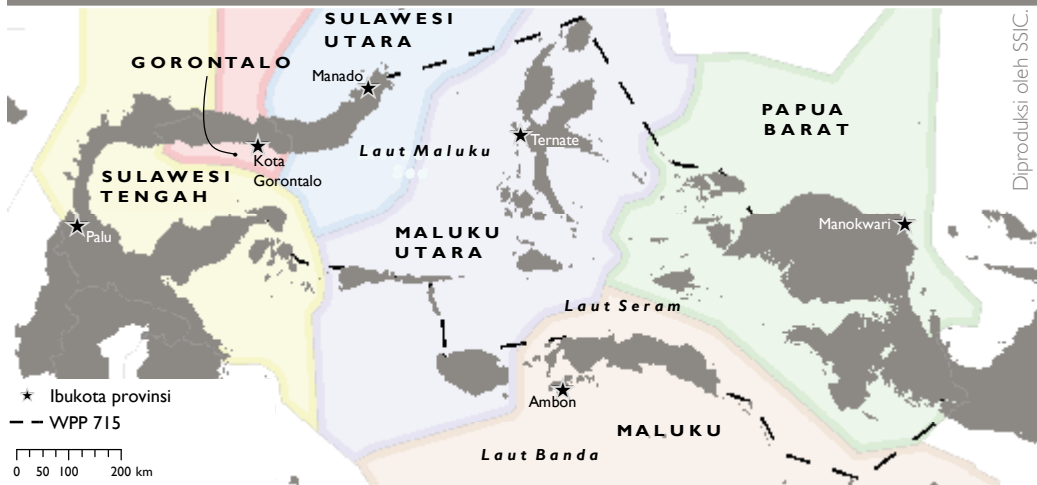 SULAWESI
UTARA
GORONTALO
Manado
PAPUA
BARAT
Ternate
Laut Maluku
Kota
Gorontalo
SULAWESI
TENGAH
Palu
MALUKU
UTARA
Manokwari
Laut Seram
Ambon
MALUKU
Laut Banda
Ibukota provinsi
WPP 715
0 50 100 200 km
Diproduksi oleh SSIC.